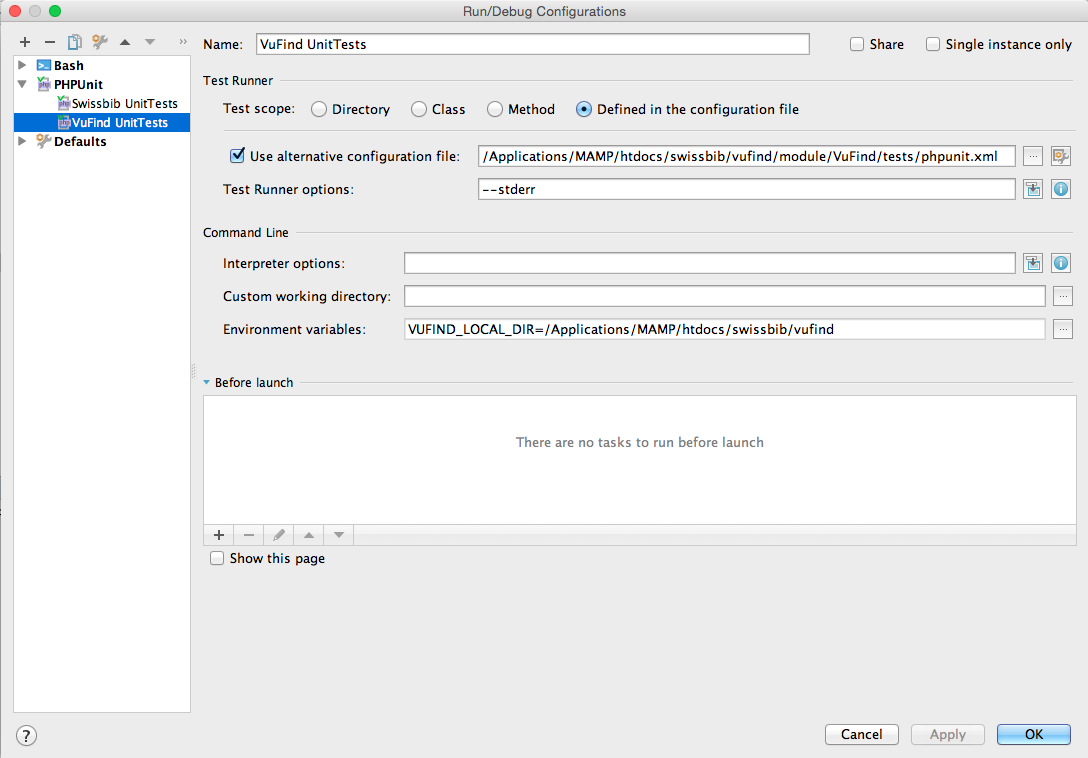 Run/Debug Configurations
Name: VuFind UnitTests Share Single instance only
Bash
PHPUnit
Swissbib UnitTests
VuFind UnitTests
Defaults
Test Runner
Test scope: Directory Class Method Defined in the configuration file
Use alternative configuration file: /Applications/MAMP/htdocs/swissbib/vufind/module/VuFind/tests/phpunit.xml ...
Test Runner options: --stderr
Command Line
Interpreter options:
Custom working directory: ...
Environment variables: VUFIND_LOCAL_DIR=/Applications/MAMP/htdocs/swissbib/vufind ...
Before launch
There are no tasks to run before launch
Show this page
? Cancel Apply OK